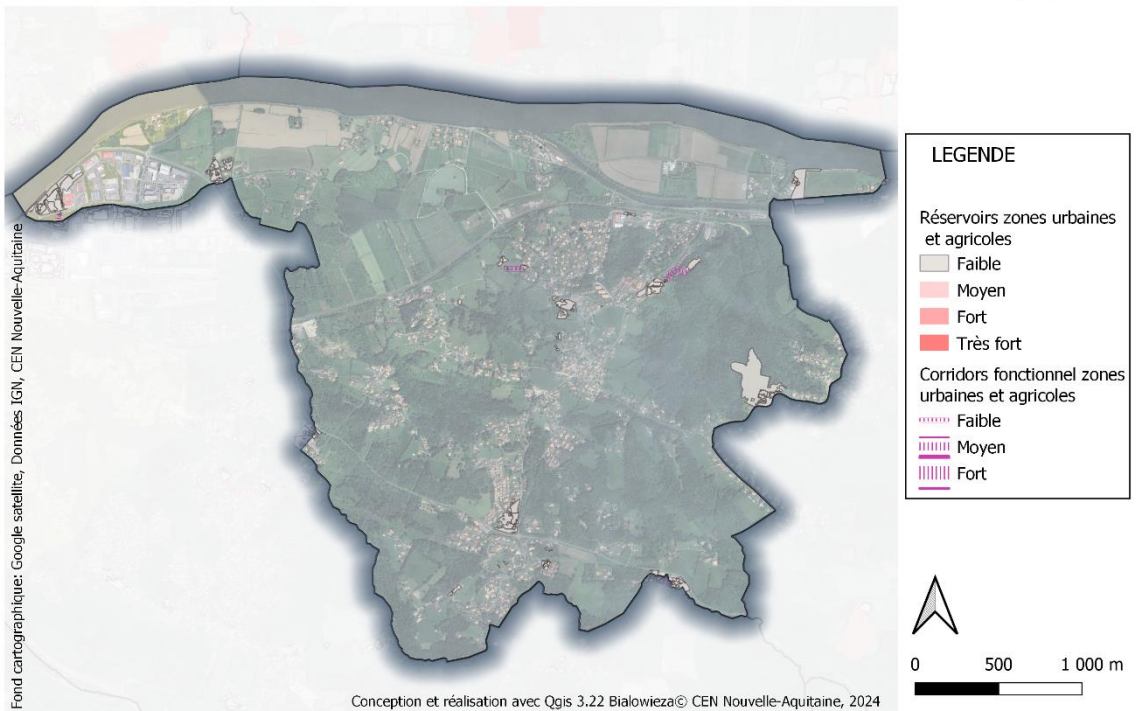 LEGENDE
Réservoirs zones urbaines
et agricoles
Faible
Moyen
Fort
Très fort
Corridors fonctionnel zones
urbaines et agricoles
Faible
Moyen
Fort
0 500 1 000 m
Fond cartographique: Google satellite, Données IGN, CEN Nouvelle-Aquitaine
Conception et réalisation avec Qgis 3.22 Bialowieza© CEN Nouvelle-Aquitaine, 2024